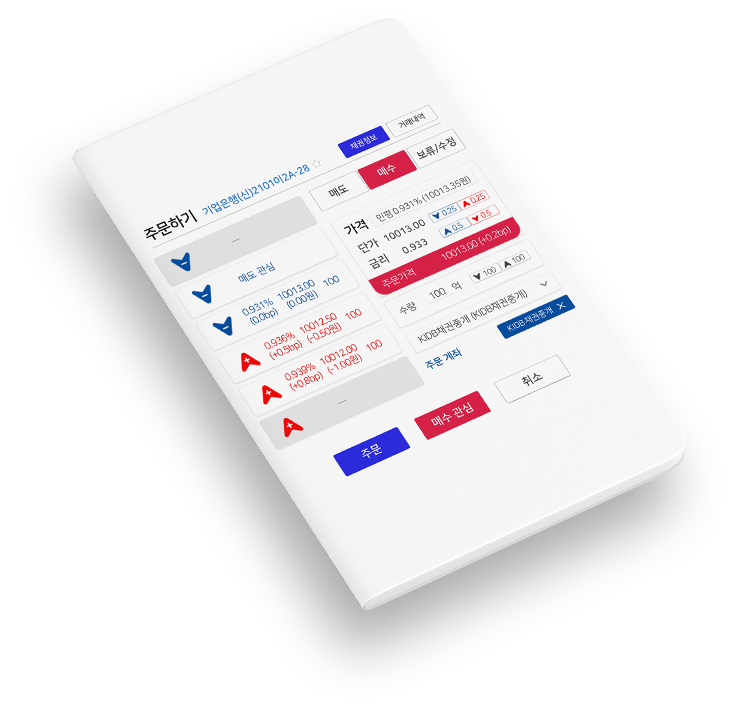 주문하기 기업은행(신)2101이2A-28 ☆
채권정보 거래내역
매도 매수 보류/수정
—
매도 관심
0.931% 10013.00 100
(0.0bp) (0.00원)
0.936% 10012.50 100
(+0.5bp) (-0.50원)
0.939% 10012.00 100
(+0.8bp) (-1.00원)
—
가격 민평 0.931% (10013.35원)
단가 10013.00 0.25 0.25
금리 0.933 0.5 0.5
주문가격 10013.00 (+0.2bp)
수량 100 억 100 100
KIDB채권중개 (KIDB채권중개)
주문 계좌 KIDB 채권중개 ×
주문 매수 관심 취소